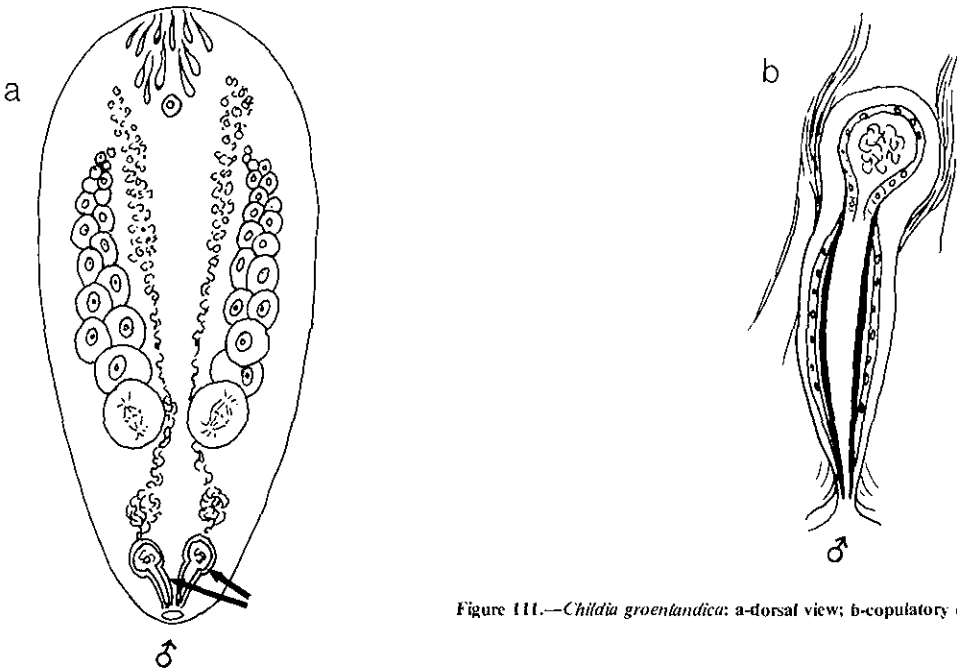 a
b
♂
♂
Figure 111.—Childia groenlandica: a-dorsal view; b-copulatory